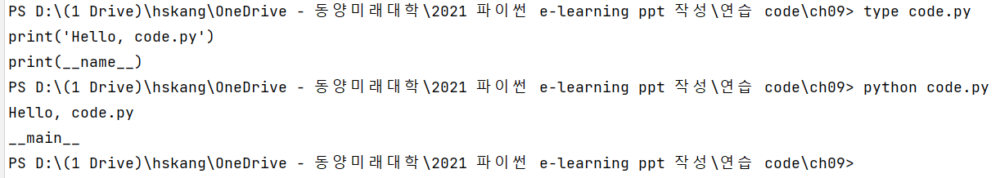 PS D:\(1 Drive)\hskang\OneDrive - 동양미래대학\2021 파이썬 e-learning ppt 작성\연습 code\ch09> type code.py
print('Hello, code.py')
print(__name__)
PS D:\(1 Drive)\hskang\OneDrive - 동양미래대학\2021 파이썬 e-learning ppt 작성\연습 code\ch09> python code.py
Hello, code.py
__main__
PS D:\(1 Drive)\hskang\OneDrive - 동양미래대학\2021 파이썬 e-learning ppt 작성\연습 code\ch09>